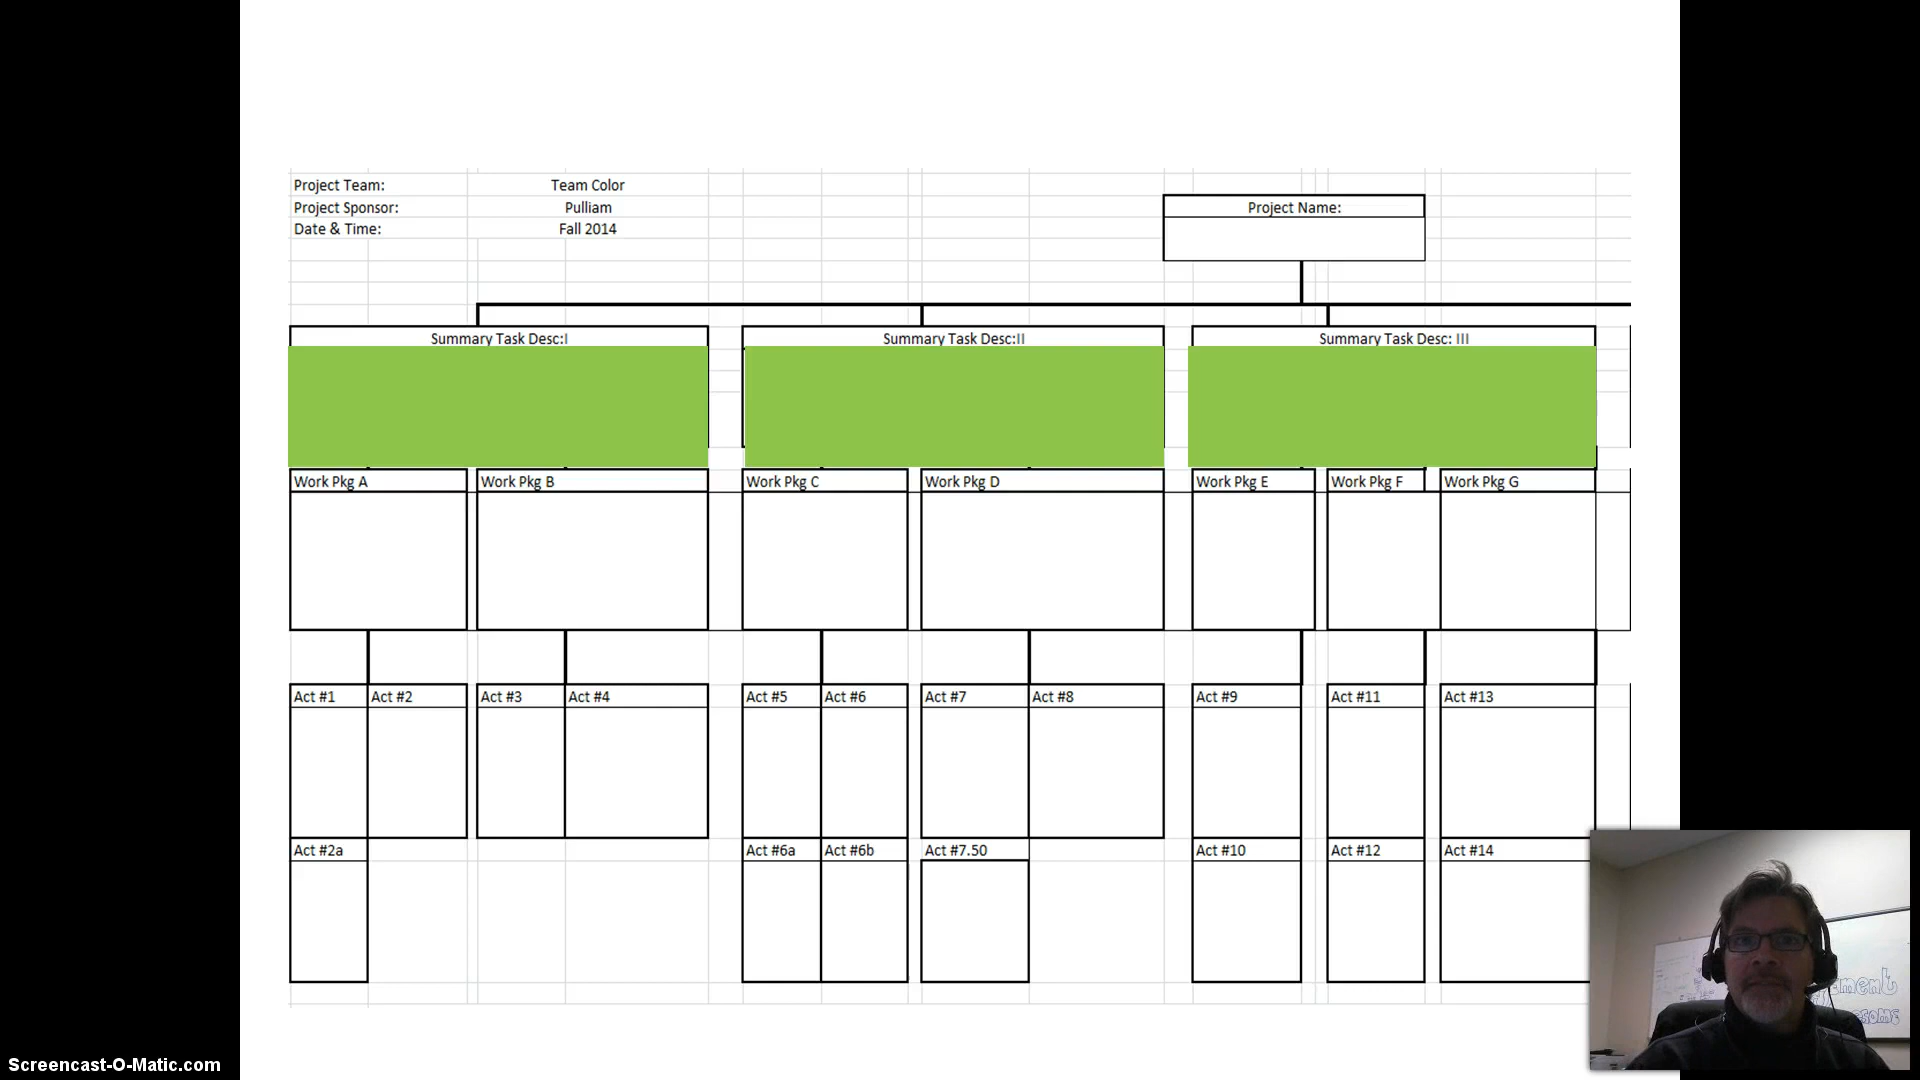 Project Team: Team Color
Project Sponsor: Pulliam
Date & Time: Fall 2014
Project Name:
Summary Task Desc:I
Summary Task Desc:II
Summary Task Desc: III
Work Pkg A
Work Pkg B
Work Pkg C
Work Pkg D
Work Pkg E
Work Pkg F
Work Pkg G
Act #1
Act #2
Act #3
Act #4
Act #5
Act #6
Act #7
Act #8
Act #9
Act #11
Act #13
Act #2a
Act #6a
Act #6b
Act #7.50
Act #10
Act #12
Act #14
Screencast-O-Matic.com